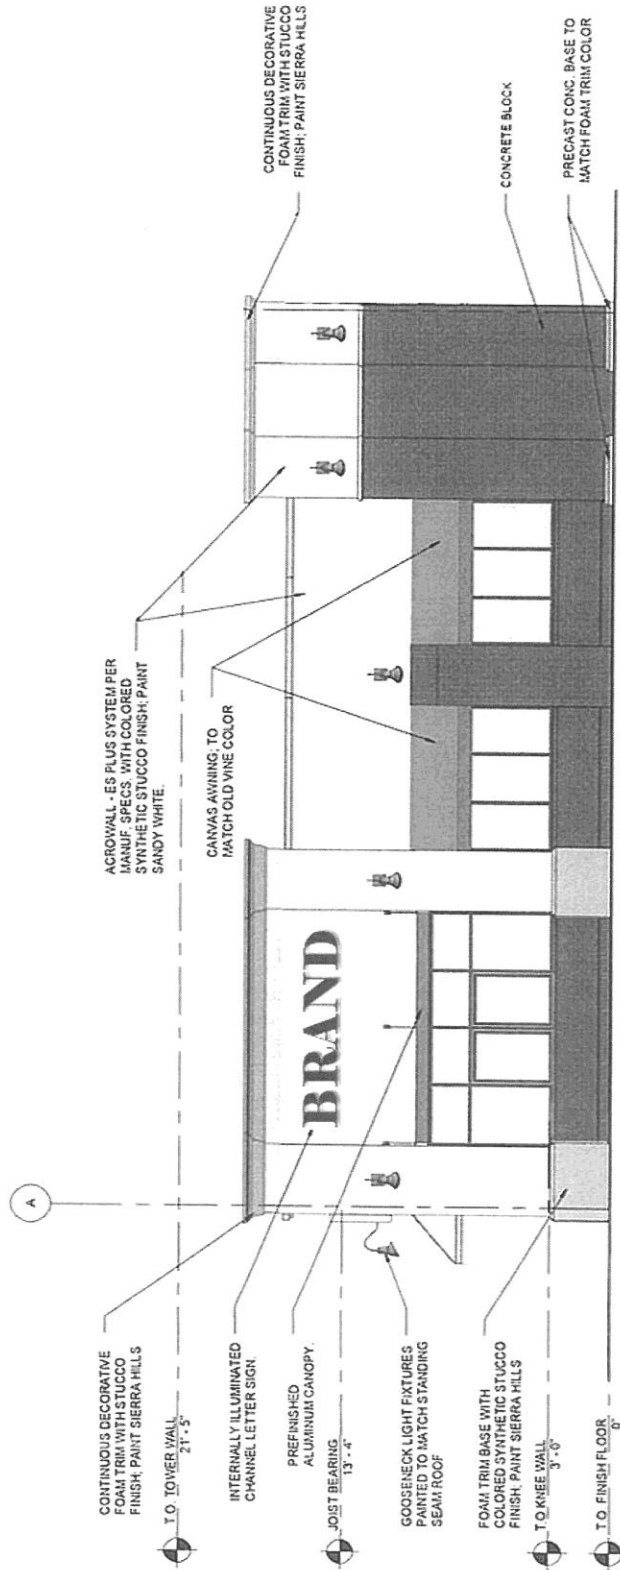 A
CONTINUOUS DECORATIVE
FOAM TRIM WITH STUCCO
FINISH; PAINT SIERRA HILLS
T.O. TOWER WALL
21' - 5"
INTERNALLY ILLUMINATED
CHANNEL LETTER SIGN.
PREFINISHED
ALUMINUM CANOPY.
JOIST BEARING
13' - 4"
GOOSENECK LIGHT FIXTURES
PAINTED TO MATCH STANDING
SEAM ROOF
FOAM TRIM BASE WITH
COLORED SYNTHETIC STUCCO
FINISH; PAINT SIERRA HILLS
T.O. KNEE WALL
3' - 0"
T.O. FINISH FLOOR
0"
BRAND
ACROWALL - ES PLUS SYSTEM PER
MANUF. SPECS. WITH COLORED
SYNTHETIC STUCCO FINISH; PAINT
SANDY WHITE.
CANVAS AWNING; TO
MATCH OLD VINE COLOR
CONTINUOUS DECORATIVE
FOAM TRIM WITH STUCCO
FINISH; PAINT SIERRA HILLS
CONCRETE BLOCK
PRECAST CONC. BASE TO
MATCH FOAM TRIM COLOR